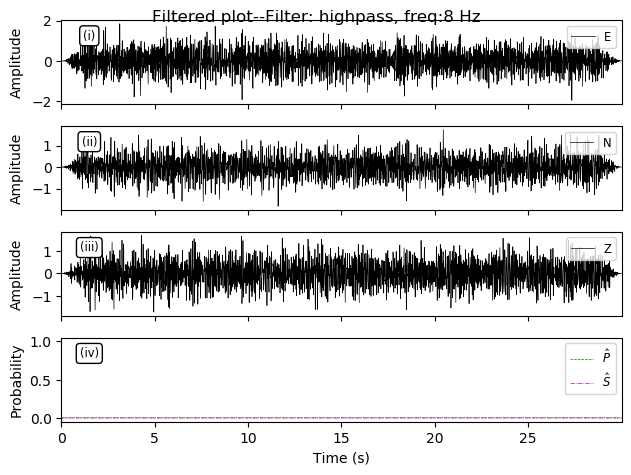 Filtered plot--Filter: highpass, freq:8 Hz
2
0
−2
Amplitude
(i)
E
1
0
−1
Amplitude
(ii)
N
1
0
−1
Amplitude
(iii)
Z
1.0
0.5
0.0
Probability
(iv)
P̂
Ŝ
0 5 10 15 20 25
Time (s)